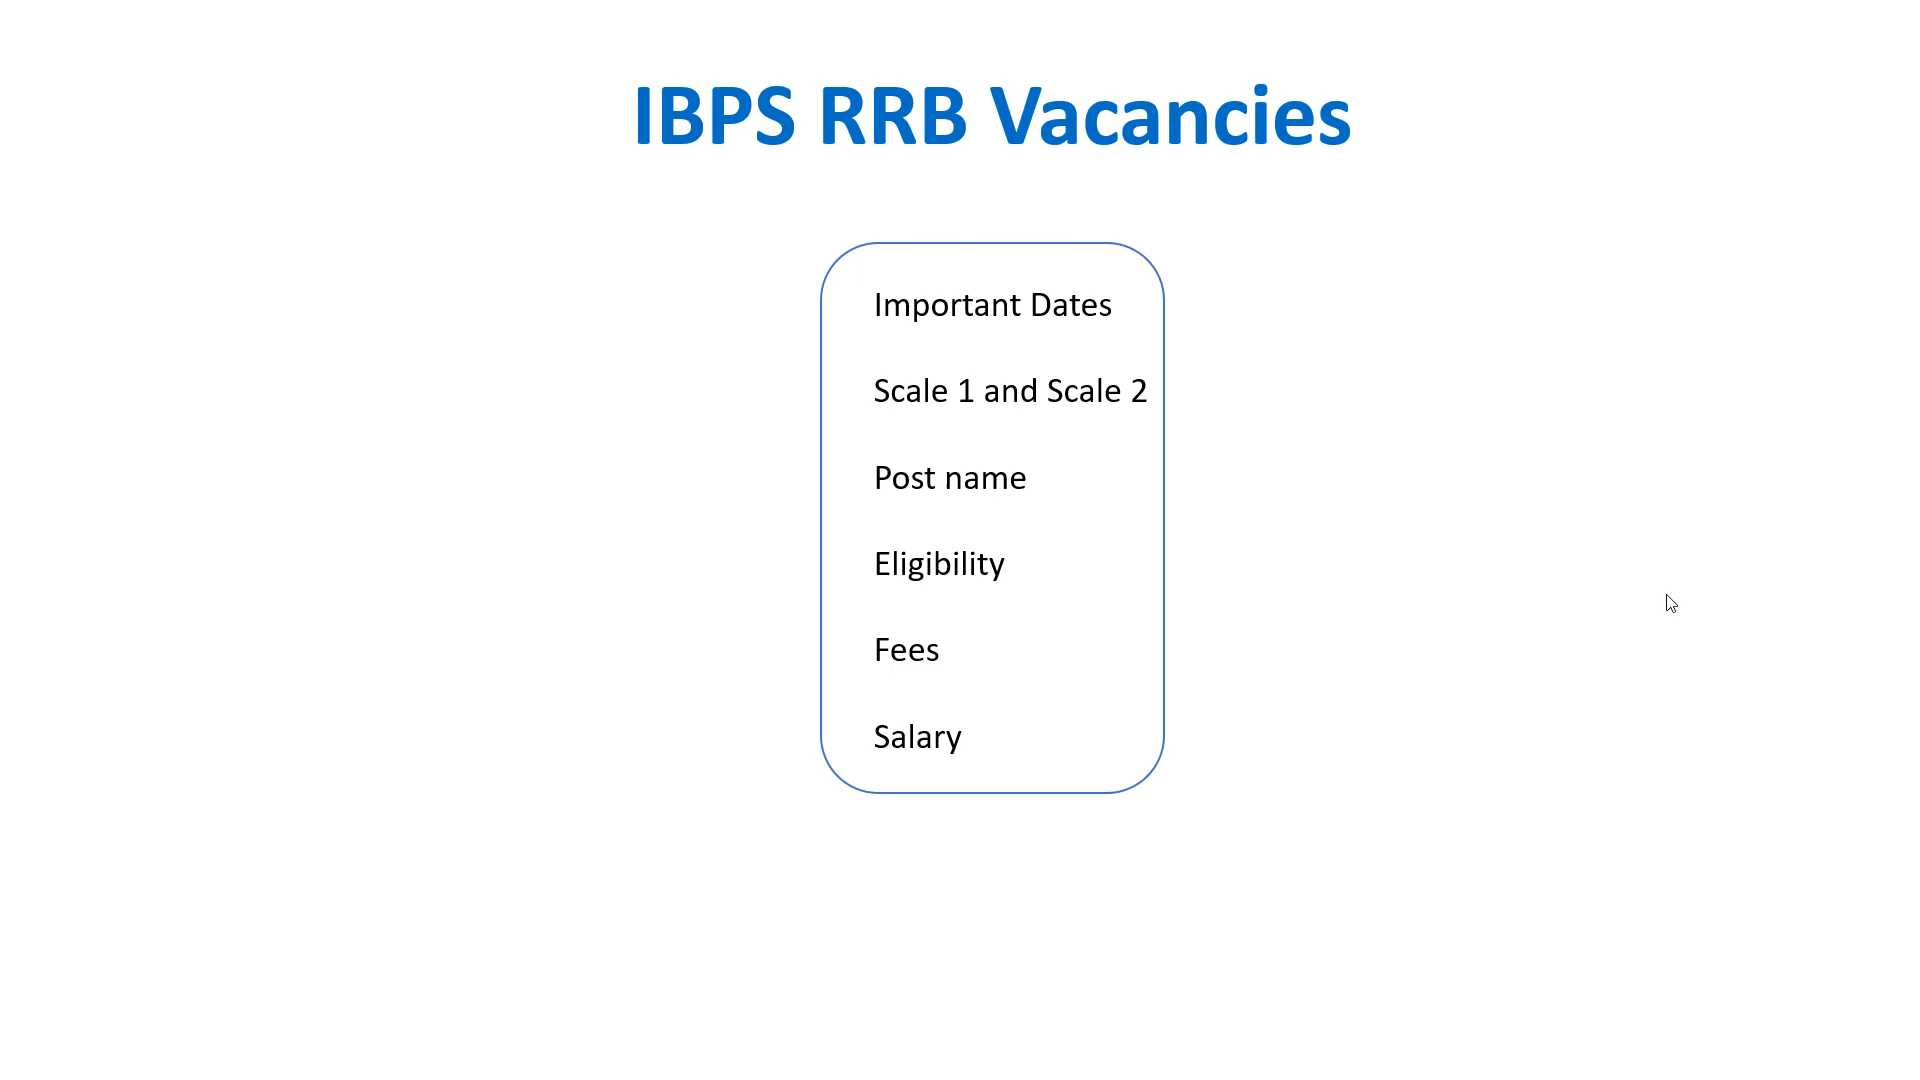 IBPS RRB Vacancies
Important Dates
Scale 1 and Scale 2
Post name
Eligibility
Fees
Salary